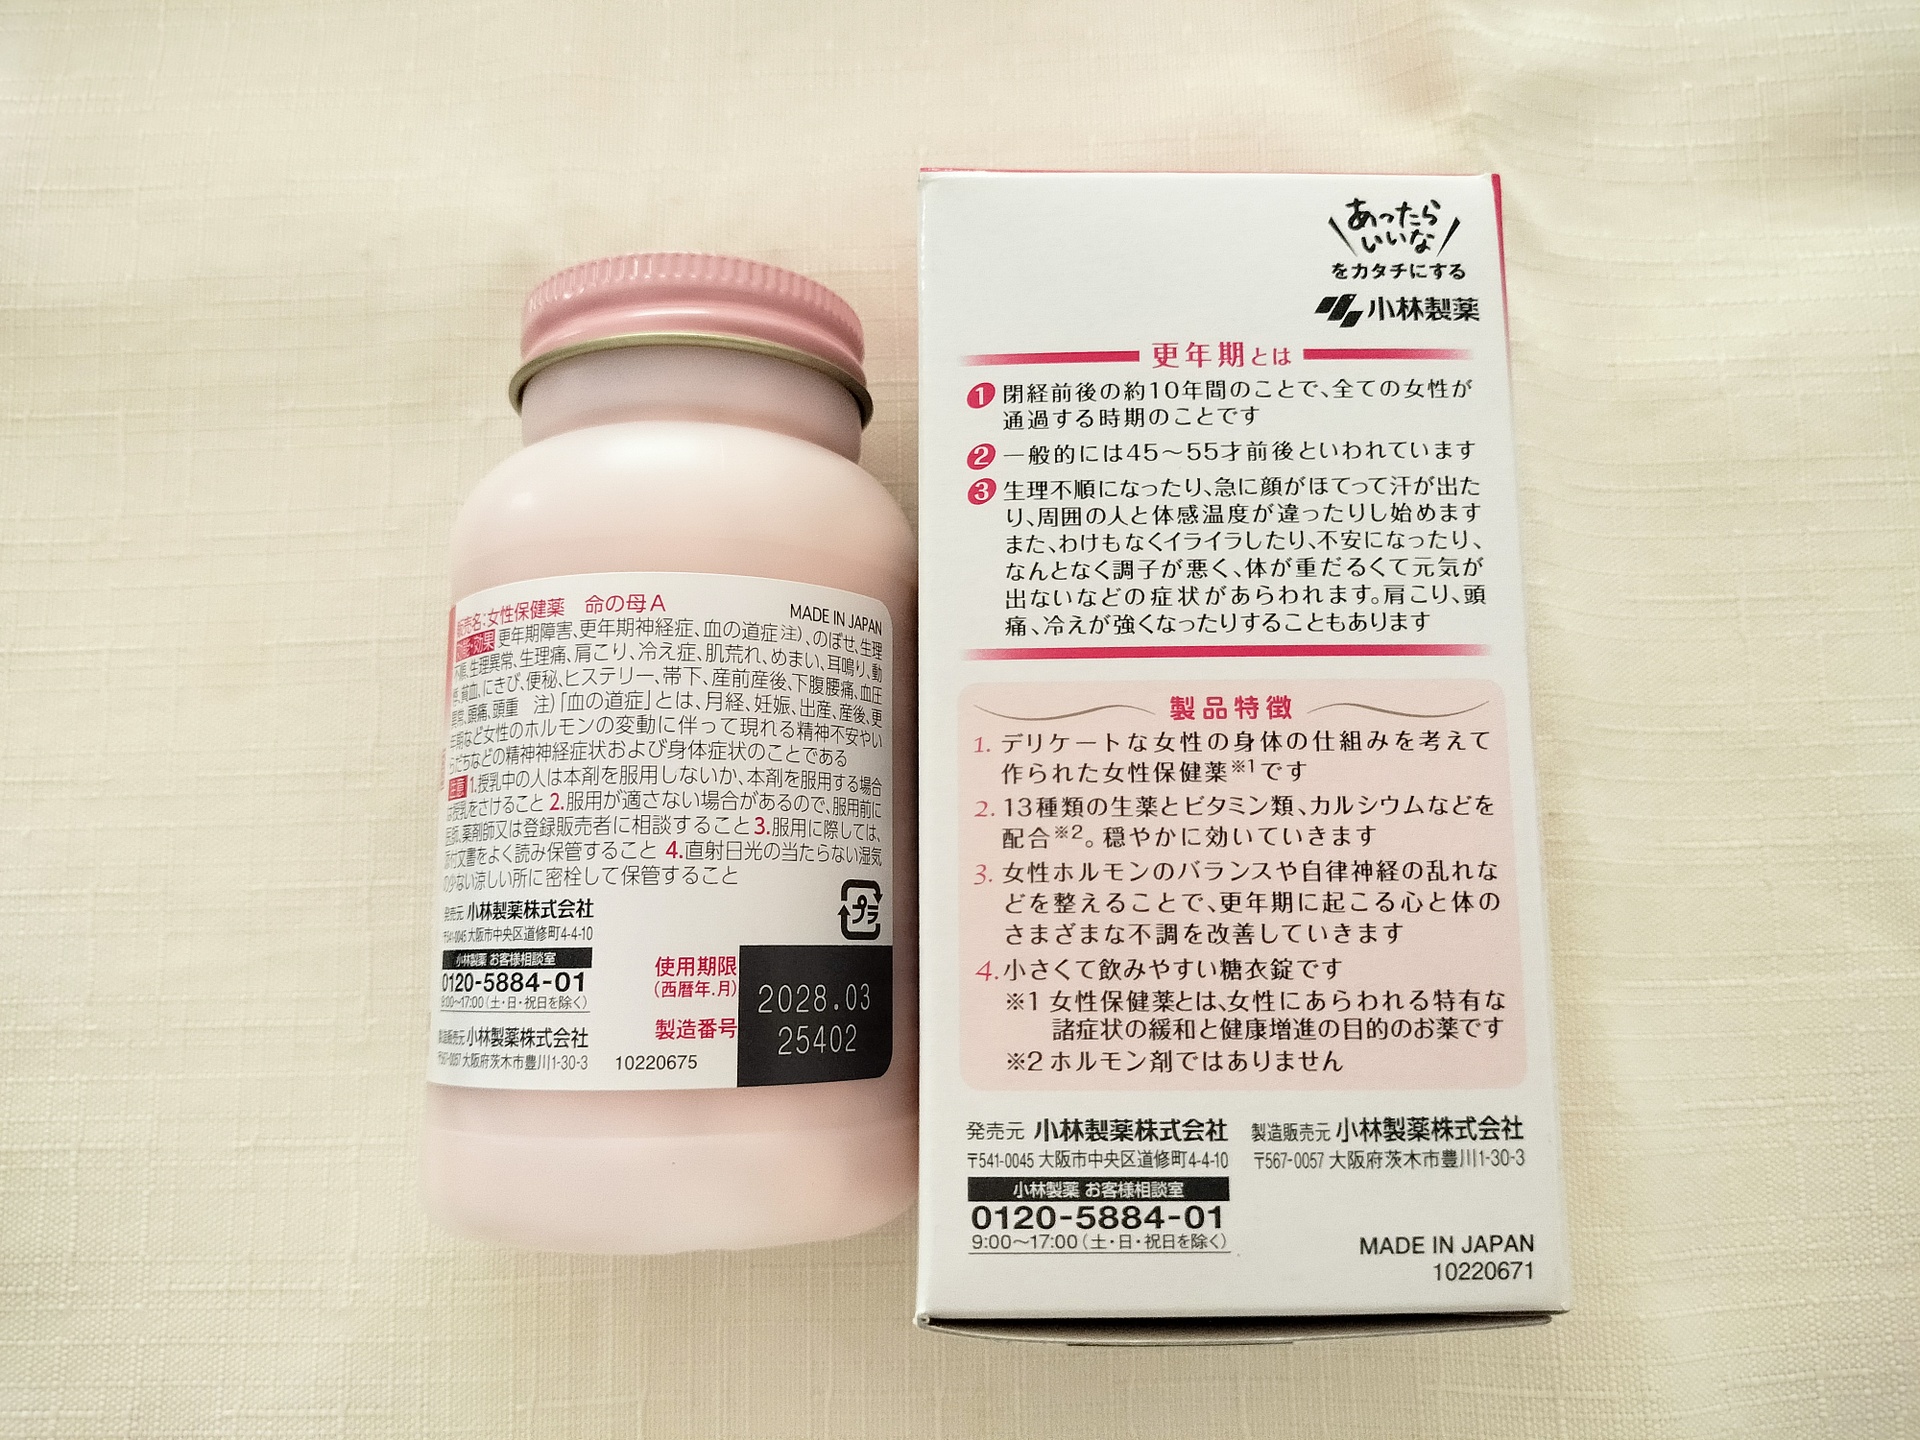 販売名:女性保健薬 命の母A
MADE IN JAPAN
効能・効果 更年期障害、更年期神経症、血の道症注)、のぼせ、生理
不順、生理異常、生理痛、肩こり、冷え症、肌荒れ、めまい、耳鳴り、動
悸、貧血、にきび、便秘、ヒステリー、帯下、産前産後、下腹腰痛、血圧
異常、頭痛、頭重 注)「血の道症」とは、月経、妊娠、出産、産後、更
年期など女性のホルモンの変動に伴って現れる精神不安やい
らだちなどの精神神経症状および身体症状のことである
注意 1.授乳中の人は本剤を服用しないか、本剤を服用する場合
は授乳をさけること 2.服用が適さない場合があるので、服用前に
医師、薬剤師又は登録販売者に相談すること 3.服用に際しては、
添付文書をよく読み保管すること 4.直射日光の当たらない湿気
の少ない涼しい所に密栓して保管すること
プラ
発売元 小林製薬株式会社
〒541-0045 大阪市中央区道修町4-4-10
小林製薬 お客様相談室
0120-5884-01
9:00〜17:00(土・日・祝日を除く)
製造販売元 小林製薬株式会社
〒567-0057 大阪府茨木市豊川1-30-3
10220675
使用期限
(西暦年.月)
2028.03
製造番号
25402
あったら
いいな
をカタチにする
小林製薬
更年期とは
1 閉経前後の約10年間のことで、全ての女性が
通過する時期のことです
2 一般的には45〜55才前後といわれています
3 生理不順になったり、急に顔がほてって汗が出た
り、周囲の人と体感温度が違ったりし始めます
また、わけもなくイライラしたり、不安になったり、
なんとなく調子が悪く、体が重だるくて元気が
出ないなどの症状があらわれます。肩こり、頭
痛、冷えが強くなったりすることもあります
製品特徴
1. デリケートな女性の身体の仕組みを考えて
作られた女性保健薬※1です
2. 13種類の生薬とビタミン類、カルシウムなどを
配合※2。穏やかに効いていきます
3. 女性ホルモンのバランスや自律神経の乱れな
どを整えることで、更年期に起こる心と体の
さまざまな不調を改善していきます
4. 小さくて飲みやすい糖衣錠です
※1 女性保健薬とは、女性にあらわれる特有な
諸症状の緩和と健康増進の目的のお薬です
※2 ホルモン剤ではありません
発売元 小林製薬株式会社
〒541-0045 大阪市中央区道修町4-4-10
小林製薬 お客様相談室
0120-5884-01
9:00〜17:00(土・日・祝日を除く)
製造販売元 小林製薬株式会社
〒567-0057 大阪府茨木市豊川1-30-3
MADE IN JAPAN
10220671